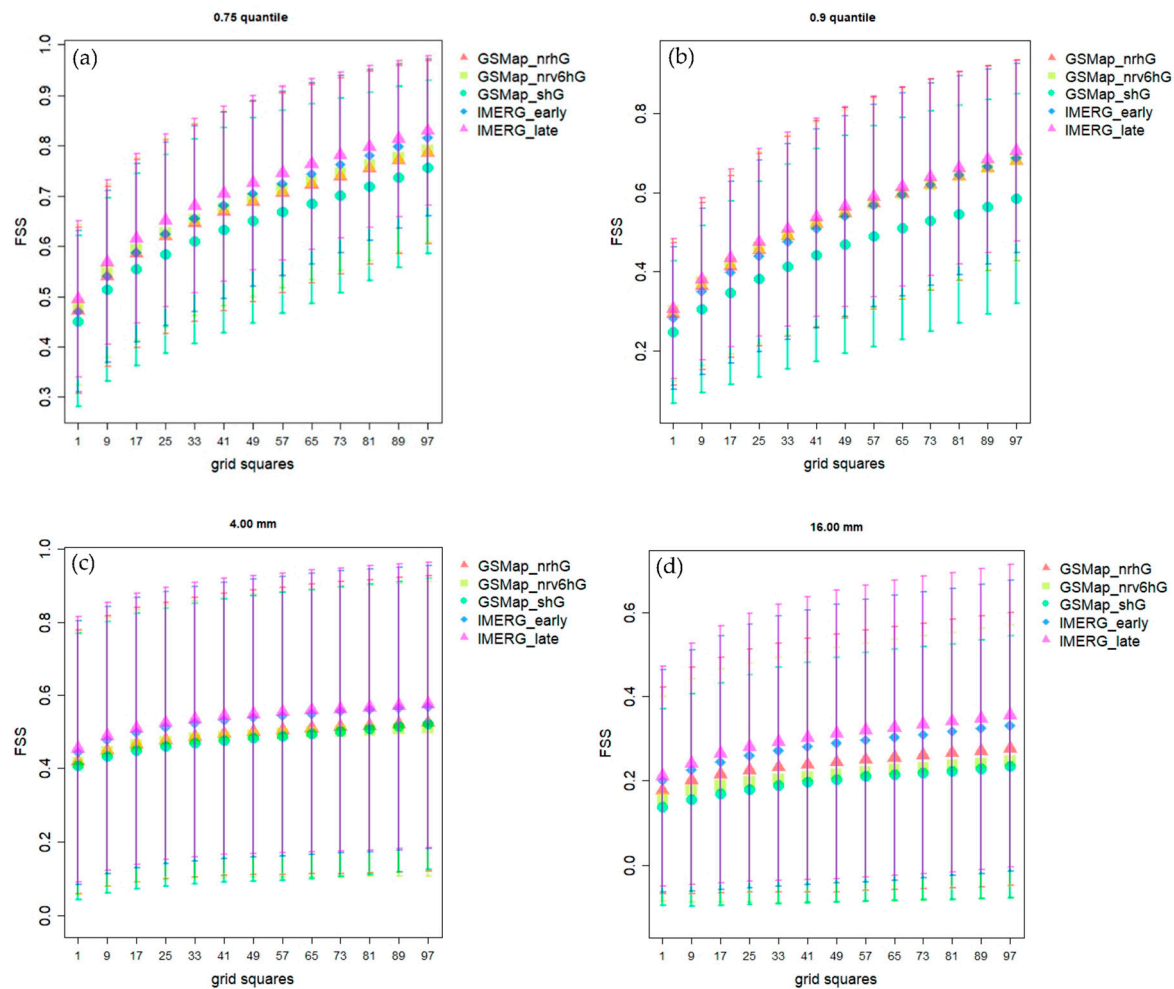 0.75 quantile
(a)
1.0
0.9
0.8
0.7
0.6
0.5
0.4
0.3
FSS
1 9 17 25 33 41 49 57 65 73 81 89 97
grid squares
GSMap_nrhG
GSMap_nrv6hG
GSMap_shG
IMERG_early
IMERG_late
0.9 quantile
(b)
0.8
0.6
0.4
0.2
FSS
1 9 17 25 33 41 49 57 65 73 81 89 97
grid squares
GSMap_nrhG
GSMap_nrv6hG
GSMap_shG
IMERG_early
IMERG_late
4.00 mm
(c)
1.0
0.8
0.6
0.4
0.2
0.0
FSS
1 9 17 25 33 41 49 57 65 73 81 89 97
grid squares
GSMap_nrhG
GSMap_nrv6hG
GSMap_shG
IMERG_early
IMERG_late
16.00 mm
(d)
0.6
0.4
0.2
0.0
FSS
1 9 17 25 33 41 49 57 65 73 81 89 97
grid squares
GSMap_nrhG
GSMap_nrv6hG
GSMap_shG
IMERG_early
IMERG_late